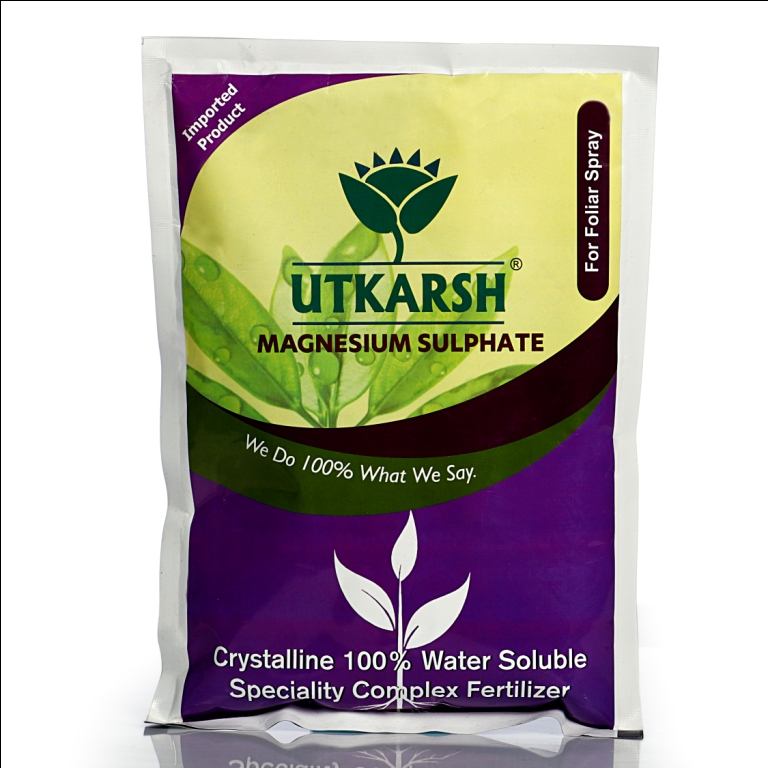 Imported
Product
For Foliar Spray
UTKARSH®
MAGNESIUM SULPHATE
We Do 100% What We Say.
Crystalline 100% Water Soluble
Speciality Complex Fertilizer